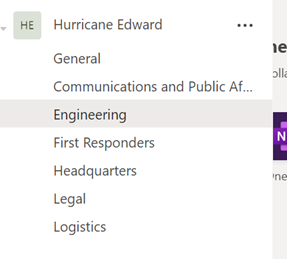 HE Hurricane Edward ...
General
Communications and Public Af...
Engineering
First Responders
Headquarters
Legal
Logistics
N